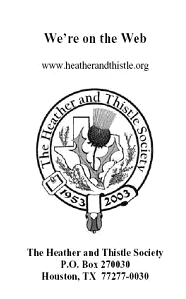 We're on the Web
www.heatherandthistle.org
The Heather and Thistle Society
1953 2003
The Heather and Thistle Society
P.O. Box 270030
Houston, TX 77277-0030